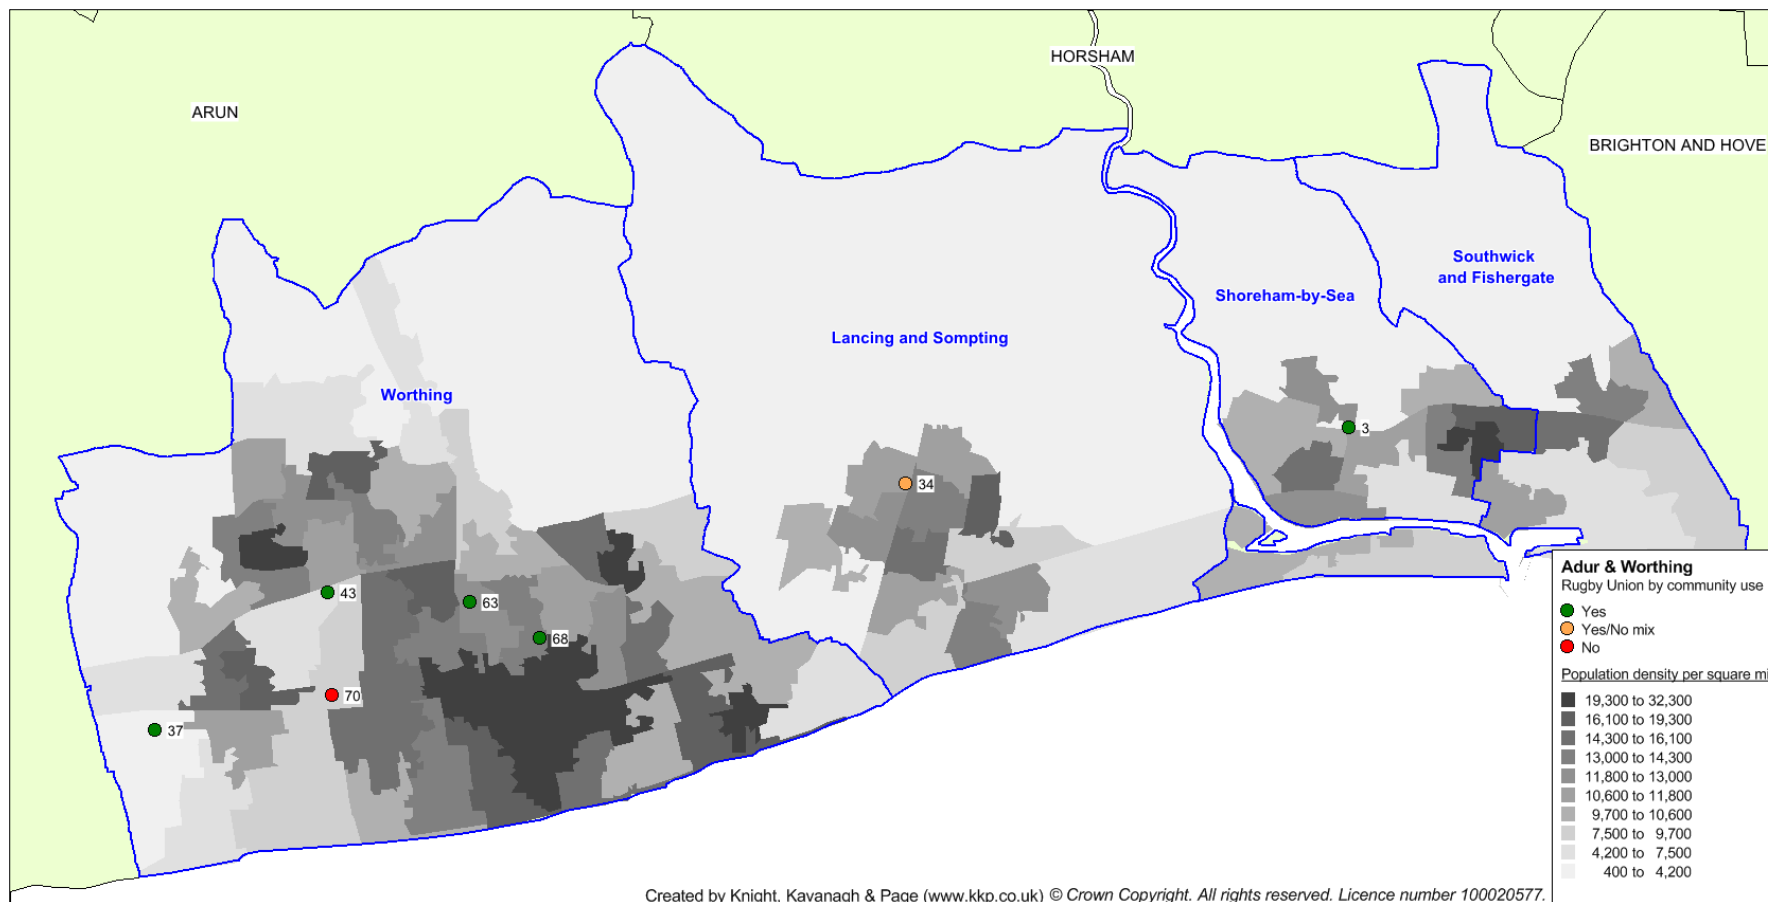 HORSHAM
ARUN
BRIGHTON AND HOVE
Southwick
and Fishergate
Shoreham-by-Sea
Lancing and Sompting
Worthing
3
34
43
63
68
70
37
Adur & Worthing
Rugby Union by community use
Yes
Yes/No mix
No
Population density per square mi
19,300 to 32,300
16,100 to 19,300
14,300 to 16,100
13,000 to 14,300
11,800 to 13,000
10,600 to 11,800
9,700 to 10,600
7,500 to 9,700
4,200 to 7,500
400 to 4,200
Created by Knight, Kavanagh & Page (www.kkp.co.uk) © Crown Copyright. All rights reserved. Licence number 100020577.